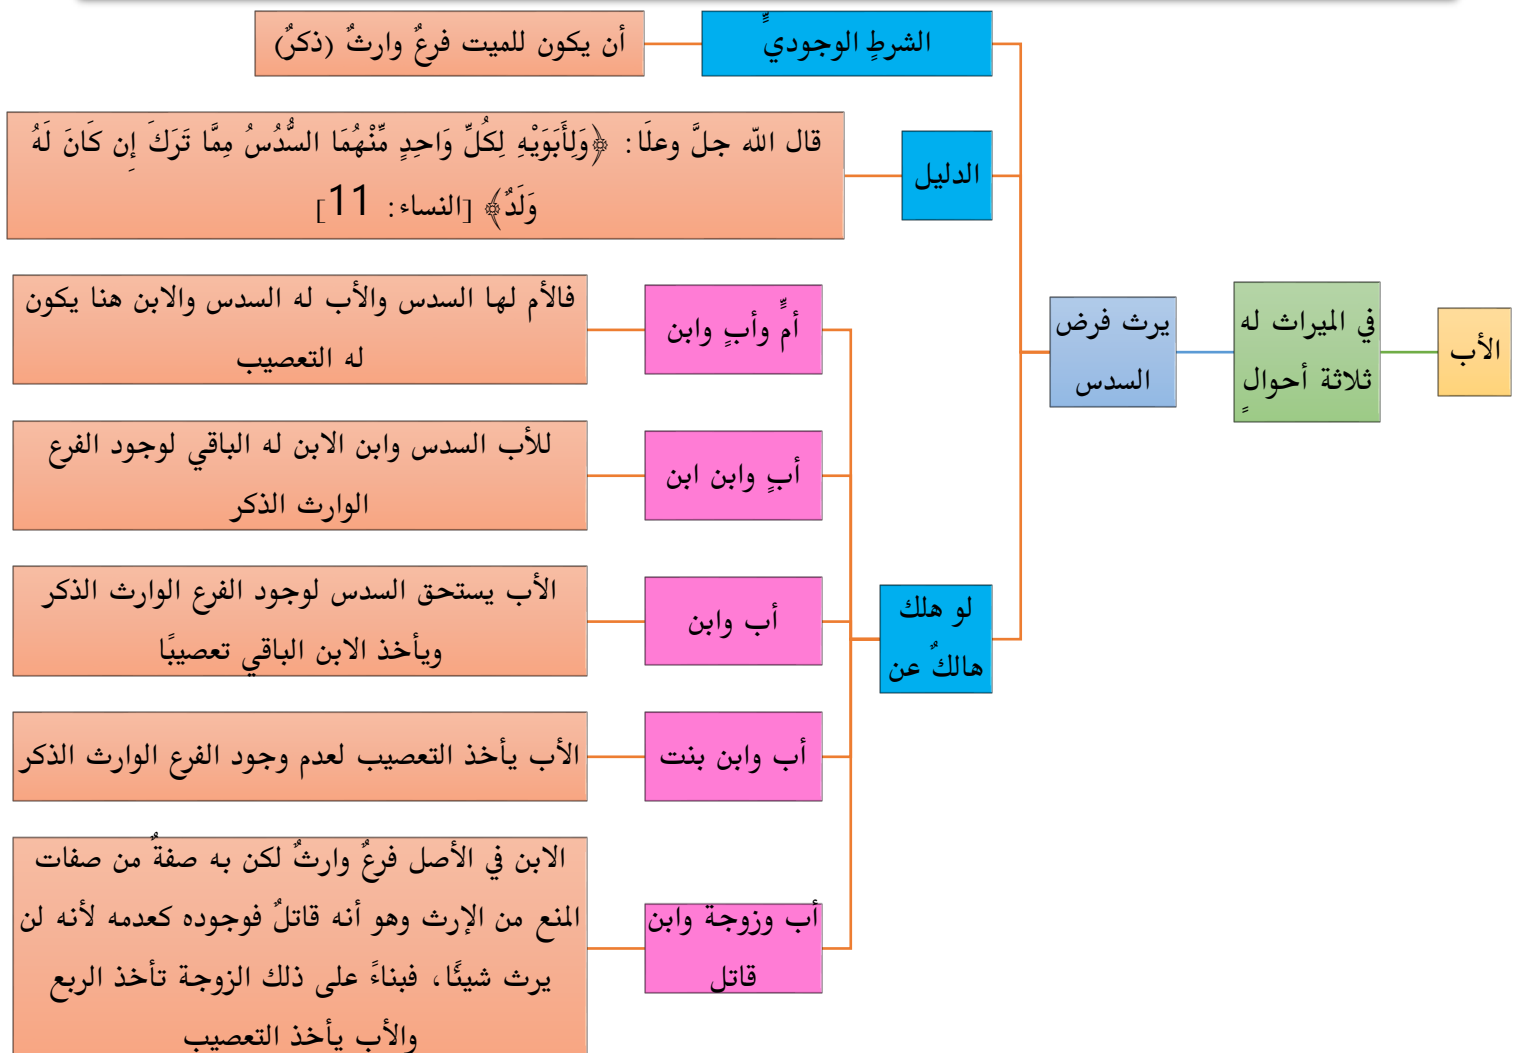 الأب
في الميراث له
ثلاثة أحوالٍ
يرث فرض
السدس
الشرطٍ الوجوديٍّ
أن يكون للميت فرعٌ وارثٌ (ذكرٌ)
الدليل
قال الله جلَّ وعلَا: ﴿وَلِأَبَوَيْهِ لِكُلِّ وَاحِدٍ مِّنْهُمَا السُّدُسُ مِمَّا تَرَكَ إِن كَانَ لَهُ
وَلَدٌ﴾ [النساء: 11]
لو هلك
هالكٌ عن
أمٍّ وأبٍ وابن
فالأم لها السدس والأب له السدس والابن هنا يكون
له التعصيب
أبٍ وابن ابن
للأب السدس وابن الابن له الباقي لوجود الفرع
الوارث الذكر
أب وابن
الأب يستحق السدس لوجود الفرع الوارث الذكر
ويأخذ الابن الباقي تعصيبًا
أب وابن بنت
الأب يأخذ التعصيب لعدم وجود الفرع الوارث الذكر
أب وزوجة وابن
قاتل
الابن في الأصل فرعٌ وارثٌ لكن به صفةٌ من صفات
المنع من الإرث وهو أنه قاتلٌ فوجوده كعدمه لأنه لن
يرث شيئًا، فبناءً على ذلك الزوجة تأخذ الربع
والأب يأخذ التعصيب